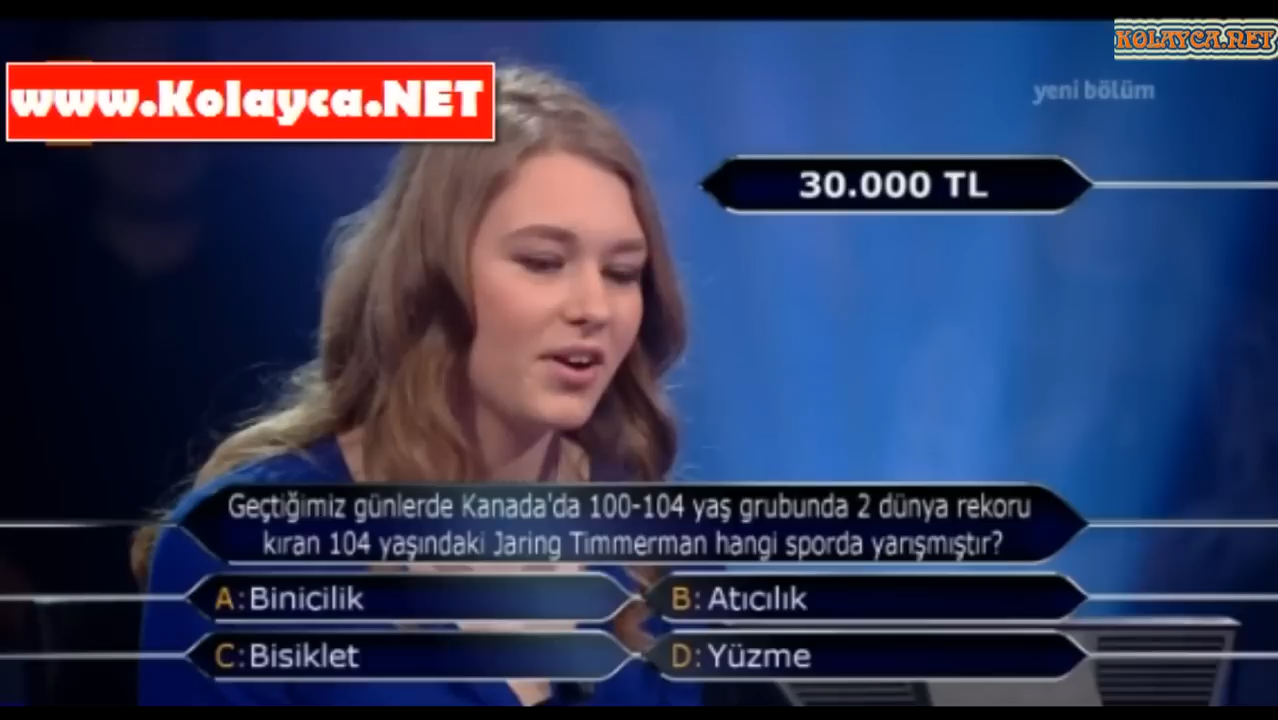 KOLAYCA.NET
www.Kolayca.NET
yeni bölüm
30.000 TL
Geçtiğimiz günlerde Kanada'da 100-104 yaş grubunda 2 dünya rekoru
kıran 104 yaşındaki Jaring Timmerman hangi sporda yarışmıştır?
A: Binicilik
B: Atıcılık
C: Bisiklet
D: Yüzme